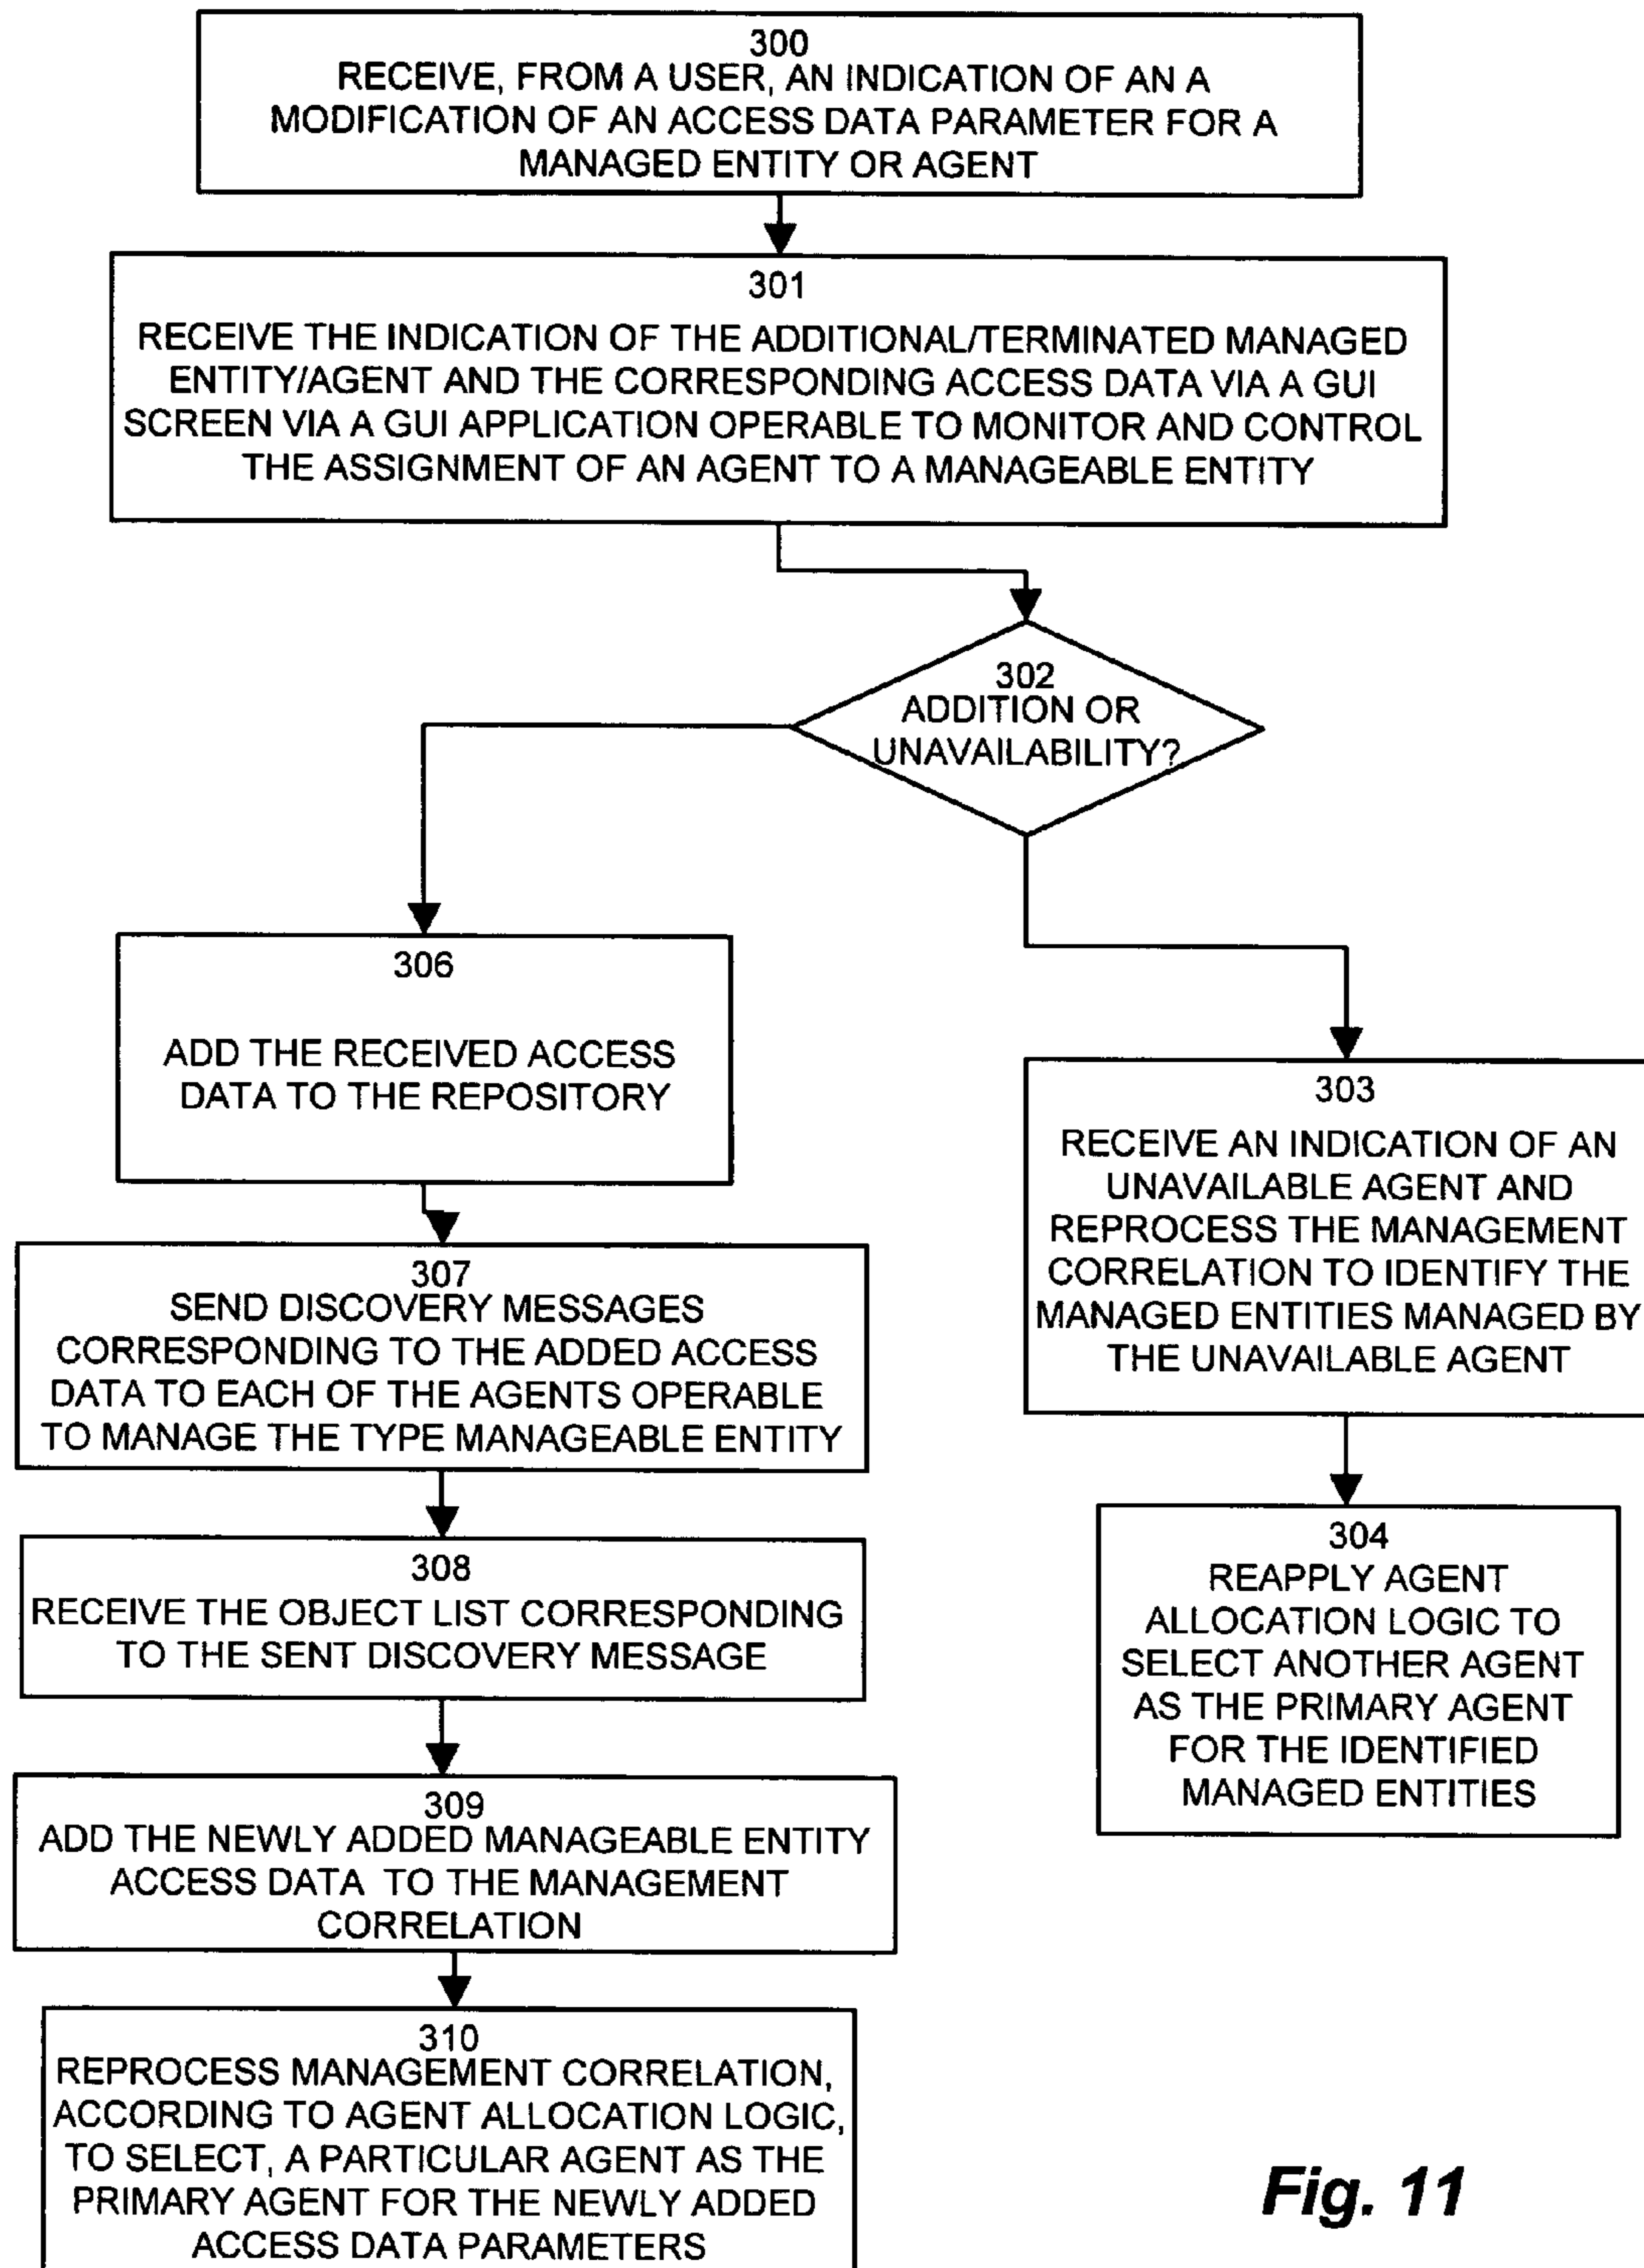 300
RECEIVE, FROM A USER, AN INDICATION OF AN A
MODIFICATION OF AN ACCESS DATA PARAMETER FOR A
MANAGED ENTITY OR AGENT
301
RECEIVE THE INDICATION OF THE ADDITIONAL/TERMINATED MANAGED
ENTITY/AGENT AND THE CORRESPONDING ACCESS DATA VIA A GUI
SCREEN VIA A GUI APPLICATION OPERABLE TO MONITOR AND CONTROL
THE ASSIGNMENT OF AN AGENT TO A MANAGEABLE ENTITY
302
ADDITION OR
UNAVAILABILITY?
306
ADD THE RECEIVED ACCESS
DATA TO THE REPOSITORY
307
SEND DISCOVERY MESSAGES
CORRESPONDING TO THE ADDED ACCESS
DATA TO EACH OF THE AGENTS OPERABLE
TO MANAGE THE TYPE MANAGEABLE ENTITY
308
RECEIVE THE OBJECT LIST CORRESPONDING
TO THE SENT DISCOVERY MESSAGE
309
ADD THE NEWLY ADDED MANAGEABLE ENTITY
ACCESS DATA TO THE MANAGEMENT
CORRELATION
310
REPROCESS MANAGEMENT CORRELATION,
ACCORDING TO AGENT ALLOCATION LOGIC,
TO SELECT, A PARTICULAR AGENT AS THE
PRIMARY AGENT FOR THE NEWLY ADDED
ACCESS DATA PARAMETERS
303
RECEIVE AN INDICATION OF AN
UNAVAILABLE AGENT AND
REPROCESS THE MANAGEMENT
CORRELATION TO IDENTIFY THE
MANAGED ENTITIES MANAGED BY
THE UNAVAILABLE AGENT
304
REAPPLY AGENT
ALLOCATION LOGIC TO
SELECT ANOTHER AGENT
AS THE PRIMARY AGENT
FOR THE IDENTIFIED
MANAGED ENTITIES
Fig. 11